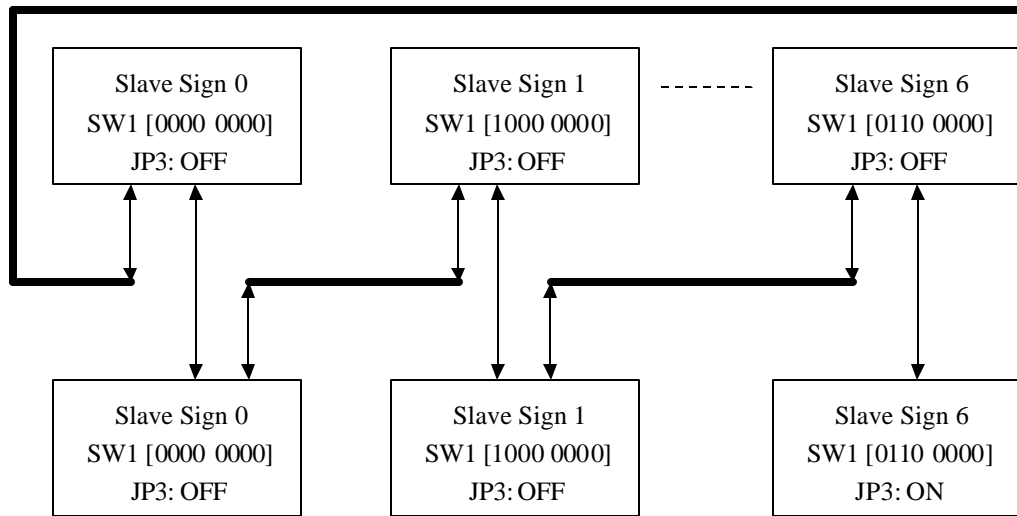 Slave Sign 0
SW1 [0000 0000]
JP3: OFF
Slave Sign 1
SW1 [1000 0000]
JP3: OFF
Slave Sign 6
SW1 [0110 0000]
JP3: OFF
Slave Sign 0
SW1 [0000 0000]
JP3: OFF
Slave Sign 1
SW1 [1000 0000]
JP3: OFF
Slave Sign 6
SW1 [0110 0000]
JP3: ON